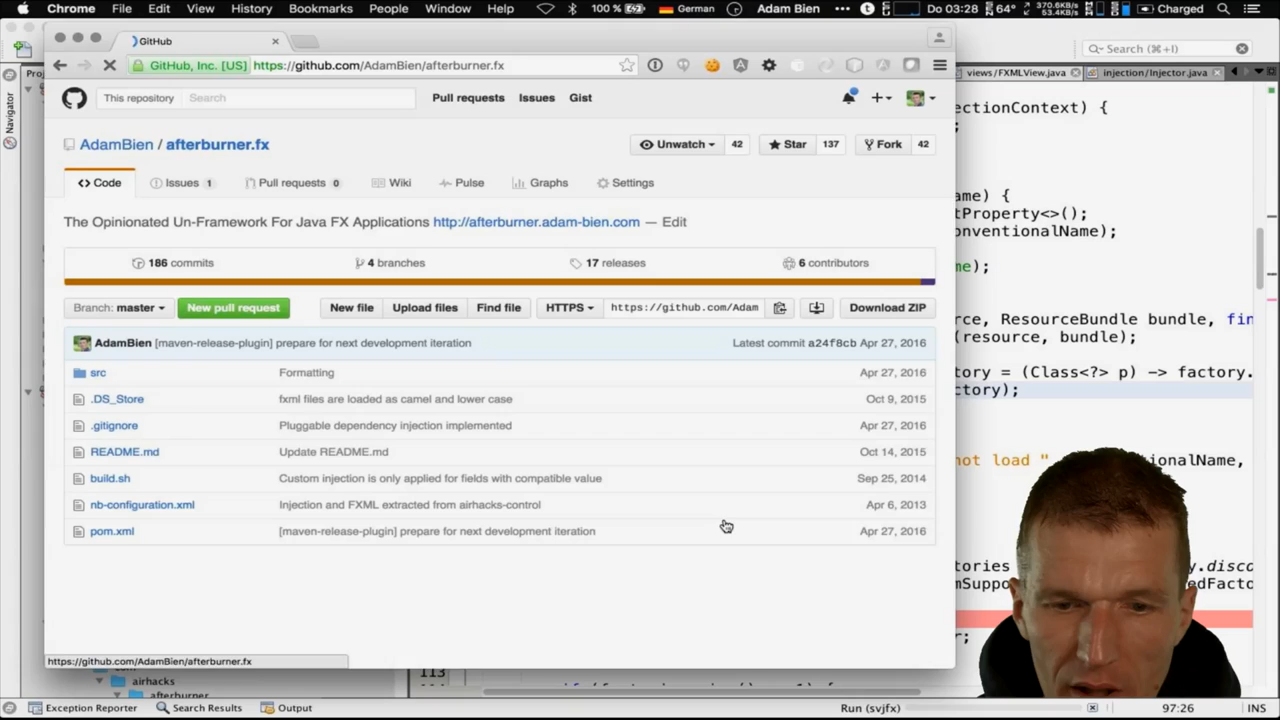 Chrome File Edit View History Bookmarks People Window Help 100 % German Adam Bien Do 03:28 64° 370.6KB/s 53.4KB/s Charged
GitHub
Search (⌘+I)
GitHub, Inc. [US] https://github.com/AdamBien/afterburner.fx
views/FXMLView.java injection/Injector.java
Navigator
This repository Search Pull requests Issues Gist
ectionContext) {
AdamBien / afterburner.fx Unwatch 42 Star 137 Fork 42
<> Code Issues 1 Pull requests 0 Wiki Pulse Graphs Settings
ame) {
tProperty<>();
The Opinionated Un-Framework For Java FX Applications http://afterburner.adam-bien.com — Edit
onventionalName);
186 commits 4 branches 17 releases 6 contributors
me);
Branch: master New pull request New file Upload files Find file HTTPS https://github.com/Adam Download ZIP
rce, ResourceBundle bundle, fin
(resource, bundle);
AdamBien [maven-release-plugin] prepare for next development iteration Latest commit a24f8cb Apr 27, 2016
src Formatting Apr 27, 2016
tory = (Class<?> p) -> factory.
ctory);
.DS_Store fxml files are loaded as camel and lower case Oct 9, 2015
.gitignore Pluggable dependency injection implemented Apr 27, 2016
README.md Update README.md Oct 14, 2015
not load " ntionalName,
build.sh Custom injection is only applied for fields with compatible value Sep 25, 2014
nb-configuration.xml Injection and FXML extracted from airhacks-control Apr 6, 2013
pom.xml [maven-release-plugin] prepare for next development iteration Apr 27, 2016
tories y.disco
https://github.com/AdamBien/afterburner.fx
113
airhacks
afterburner
Exception Reporter Search Results Output Run (svjfx) 97:26 INS